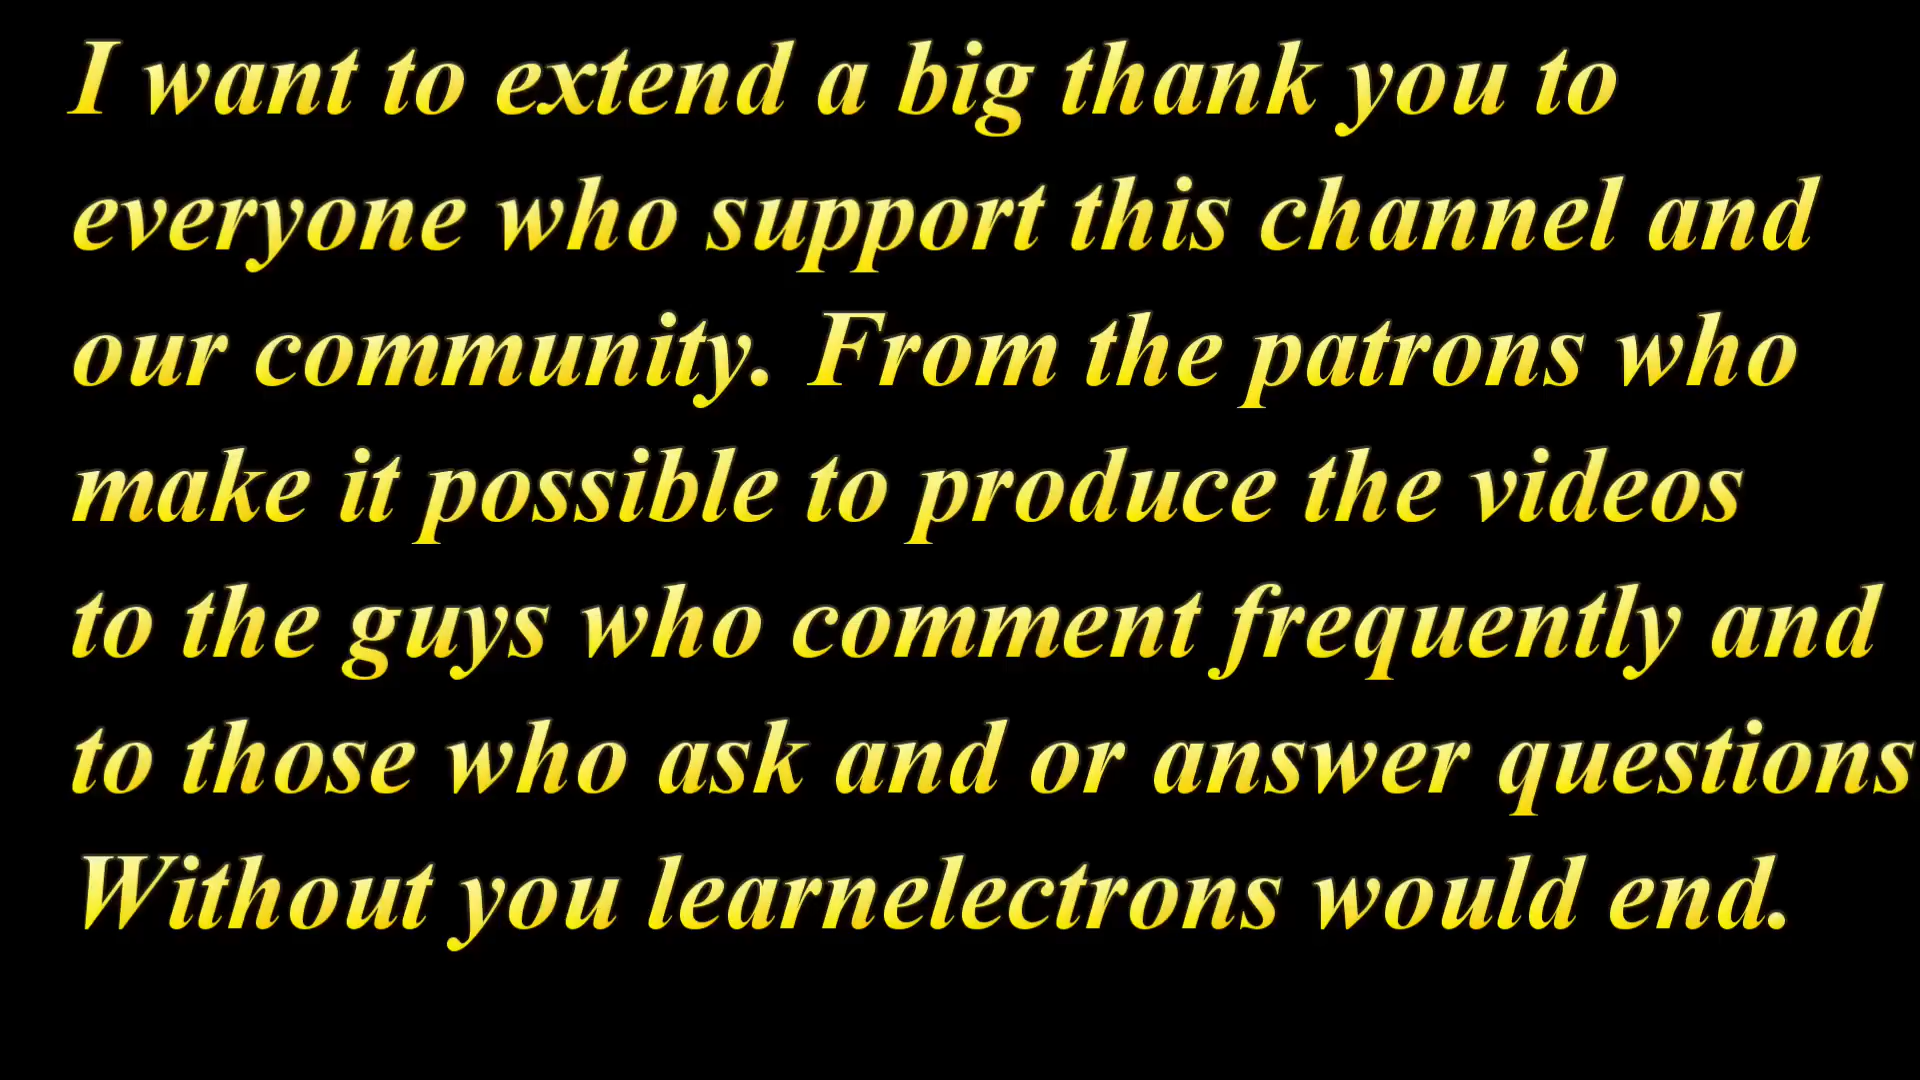 I want to extend a big thank you to
everyone who support this channel and
our community. From the patrons who
make it possible to produce the videos
to the guys who comment frequently and
to those who ask and or answer questions
Without you learnelectrons would end.